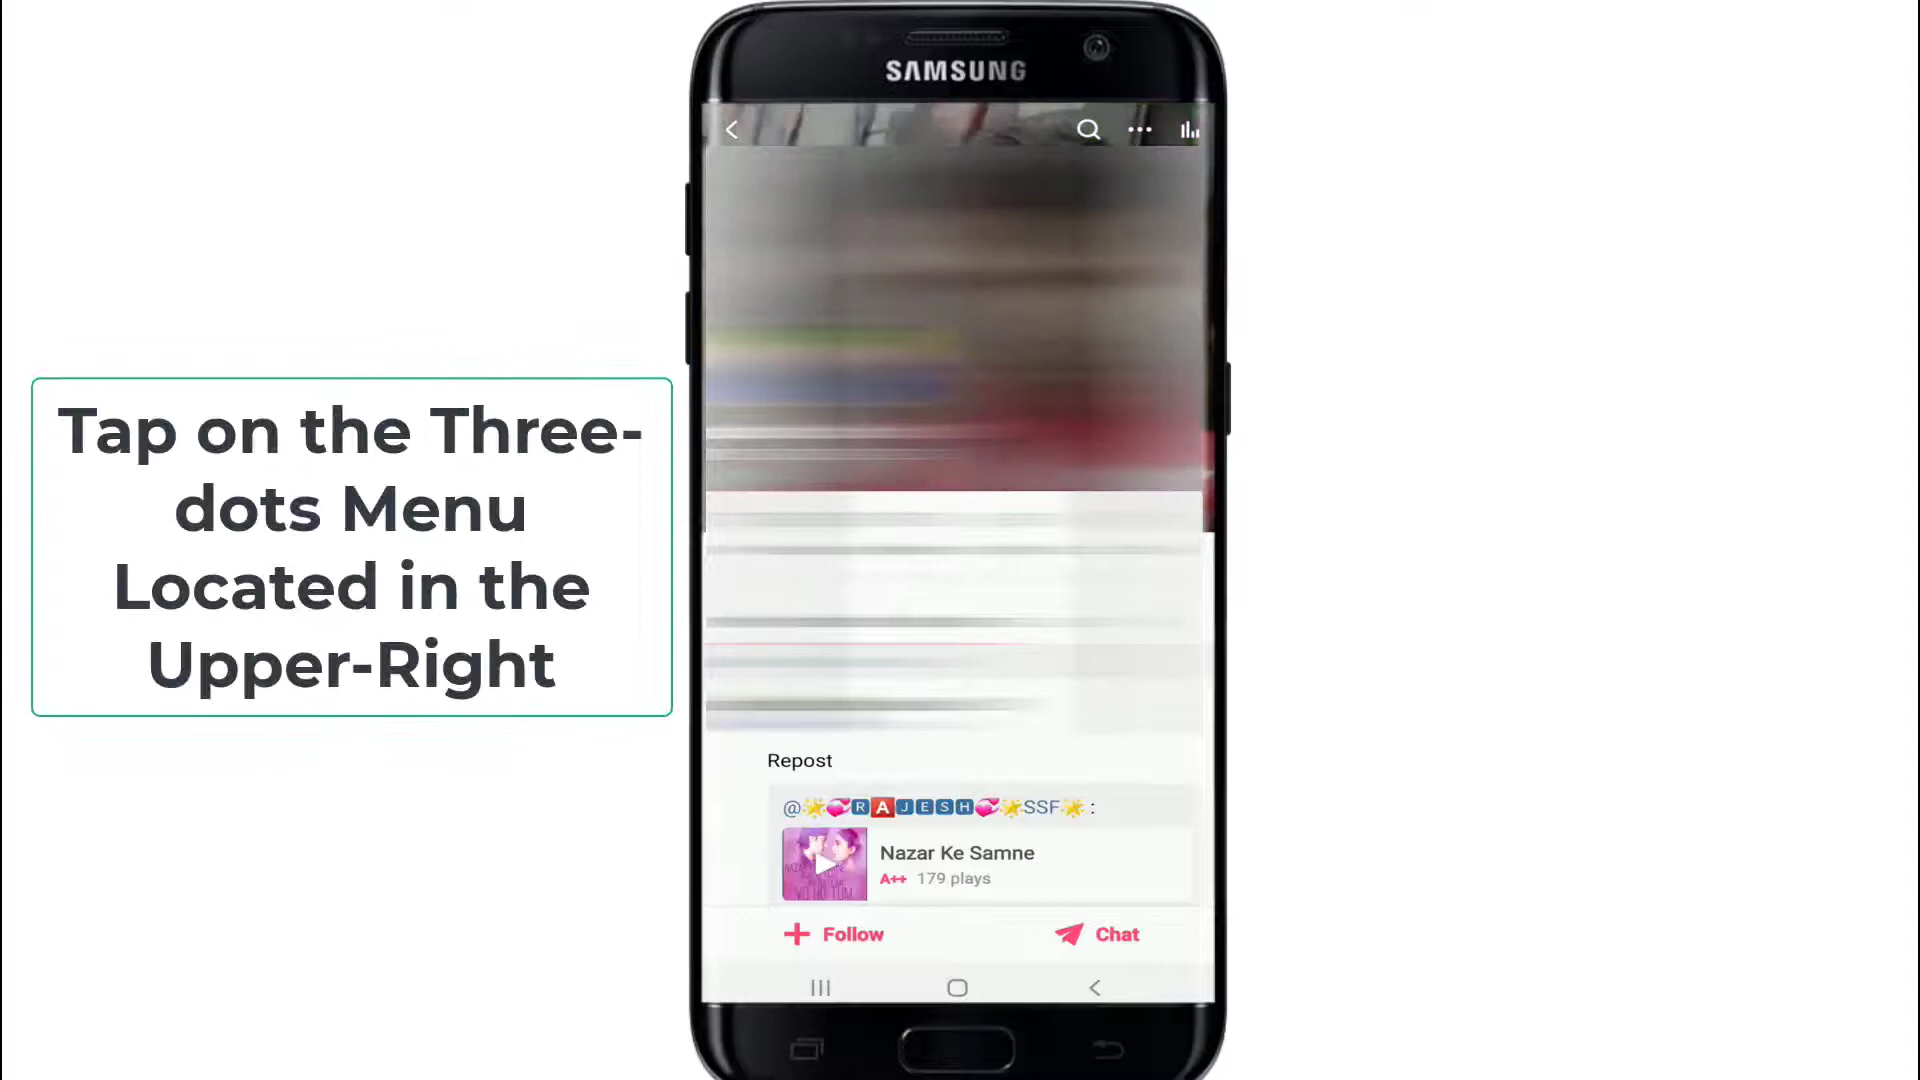 SAMSUNG
Tap on the Three-
dots Menu
Located in the
Upper-Right
Repost
@🌟💞🆁🅰🅹🅴🆂🅷💞🌟SSF🌟 :
Nazar Ke Samne
A++ 179 plays
Follow
Chat